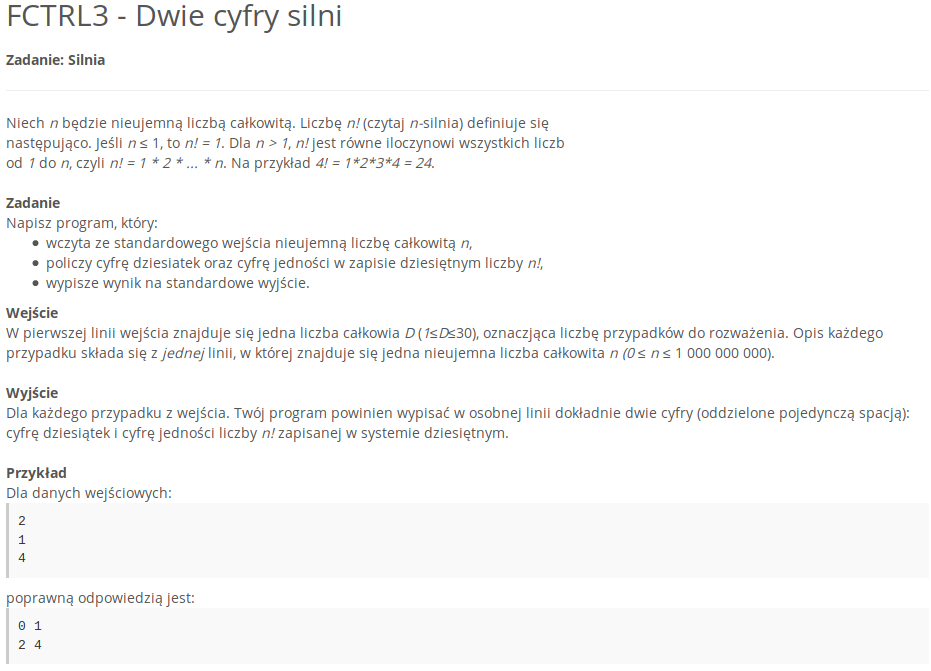 FCTRL3 - Dwie cyfry silni
Zadanie: Silnia
Niech n będzie nieujemną liczbą całkowitą. Liczbę n! (czytaj n-silnia) definiuje się
następująco. Jeśli n ≤ 1, to n! = 1. Dla n > 1, n! jest równe iloczynowi wszystkich liczb
od 1 do n, czyli n! = 1 * 2 * ... * n. Na przykład 4! = 1*2*3*4 = 24.
Zadanie
Napisz program, który:
• wczyta ze standardowego wejścia nieujemną liczbę całkowitą n,
• policzy cyfrę dziesiatek oraz cyfrę jedności w zapisie dziesiętnym liczby n!,
• wypisze wynik na standardowe wyjście.
Wejście
W pierwszej linii wejścia znajduje się jedna liczba całkowia D (1≤D≤30), oznacząjca liczbę przypadków do rozważenia. Opis każdego
przypadku składa się z jednej linii, w której znajduje się jedna nieujemna liczba całkowita n (0 ≤ n ≤ 1 000 000 000).
Wyjście
Dla każdego przypadku z wejścia. Twój program powinien wypisać w osobnej linii dokładnie dwie cyfry (oddzielone pojedynczą spacją):
cyfrę dziesiątek i cyfrę jedności liczby n! zapisanej w systemie dziesiętnym.
Przykład
Dla danych wejściowych:
2
1
4
poprawną odpowiedzią jest:
0 1
2 4